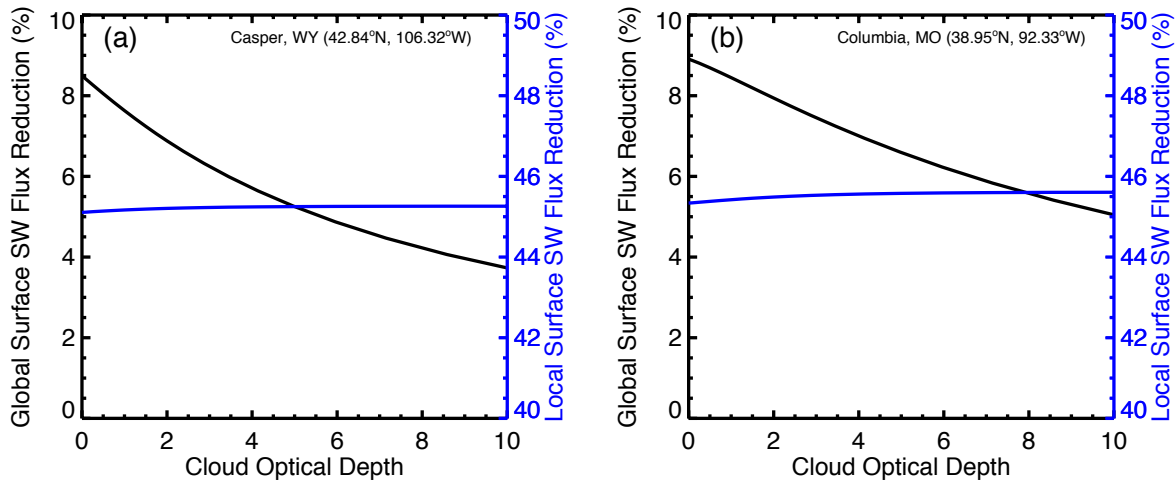 (a)
Casper, WY (42.84°N, 106.32°W)
Global Surface SW Flux Reduction (%)
10
8
6
4
2
0
Local Surface SW Flux Reduction (%)
50
48
46
44
42
40
0 2 4 6 8 10
Cloud Optical Depth
(b)
Columbia, MO (38.95°N, 92.33°W)
Global Surface SW Flux Reduction (%)
10
8
6
4
2
0
Local Surface SW Flux Reduction (%)
50
48
46
44
42
40
0 2 4 6 8 10
Cloud Optical Depth